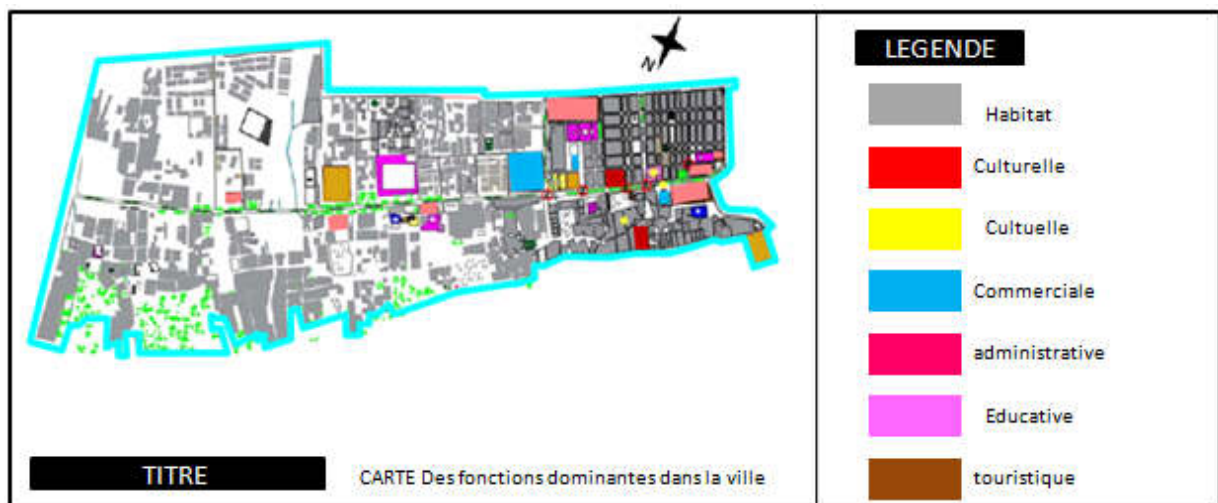 N
LEGENDE
Habitat
Culturelle
Cultuelle
Commerciale
administrative
Educative
touristique
TITRE
CARTE Des fonctions dominantes dans la ville